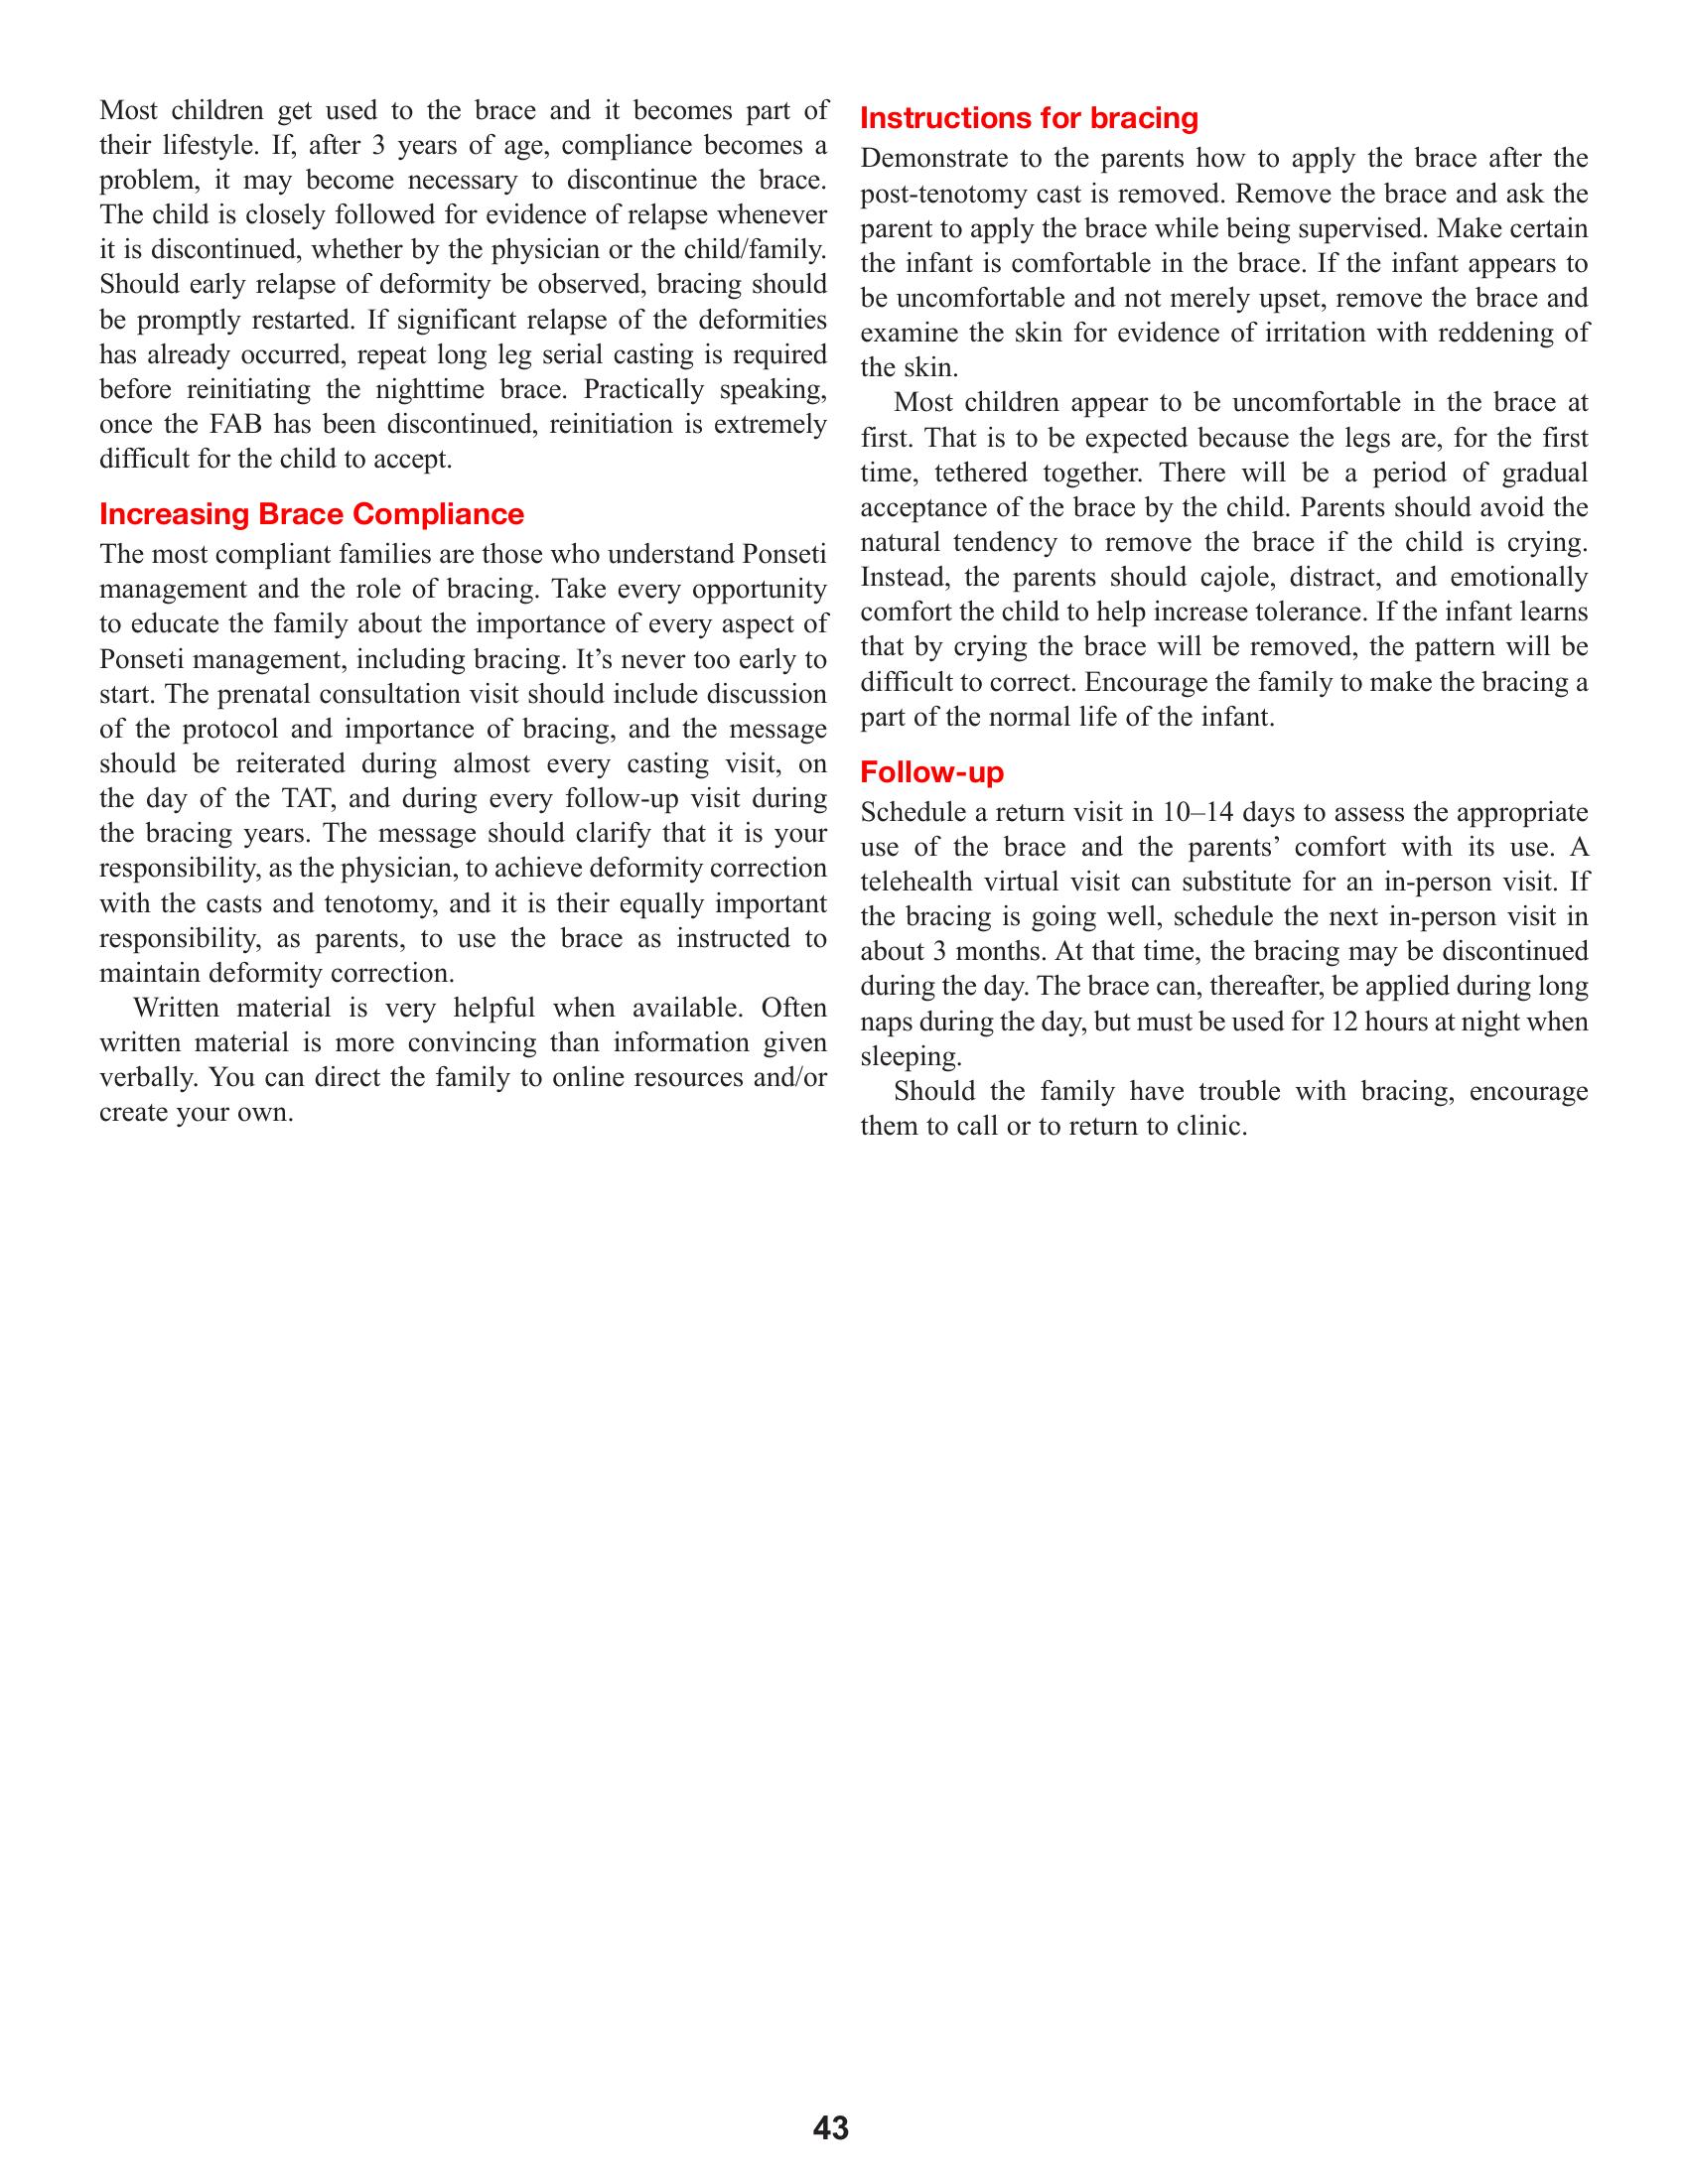 Most children get used to the brace and it becomes part of
their lifestyle. If, after 3 years of age, compliance becomes a
problem, it may become necessary to discontinue the brace.
The child is closely followed for evidence of relapse whenever
it is discontinued, whether by the physician or the child/family.
Should early relapse of deformity be observed, bracing should
be promptly restarted. If significant relapse of the deformities
has already occurred, repeat long leg serial casting is required
before reinitiating the nighttime brace. Practically speaking,
once the FAB has been discontinued, reinitiation is extremely
difficult for the child to accept.
Increasing Brace Compliance
The most compliant families are those who understand Ponseti
management and the role of bracing. Take every opportunity
to educate the family about the importance of every aspect of
Ponseti management, including bracing. It’s never too early to
start. The prenatal consultation visit should include discussion
of the protocol and importance of bracing, and the message
should be reiterated during almost every casting visit, on
the day of the TAT, and during every follow-up visit during
the bracing years. The message should clarify that it is your
responsibility, as the physician, to achieve deformity correction
with the casts and tenotomy, and it is their equally important
responsibility, as parents, to use the brace as instructed to
maintain deformity correction.
Written material is very helpful when available. Often
written material is more convincing than information given
verbally. You can direct the family to online resources and/or
create your own.
Instructions for bracing
Demonstrate to the parents how to apply the brace after the
post-tenotomy cast is removed. Remove the brace and ask the
parent to apply the brace while being supervised. Make certain
the infant is comfortable in the brace. If the infant appears to
be uncomfortable and not merely upset, remove the brace and
examine the skin for evidence of irritation with reddening of
the skin.
Most children appear to be uncomfortable in the brace at
first. That is to be expected because the legs are, for the first
time, tethered together. There will be a period of gradual
acceptance of the brace by the child. Parents should avoid the
natural tendency to remove the brace if the child is crying.
Instead, the parents should cajole, distract, and emotionally
comfort the child to help increase tolerance. If the infant learns
that by crying the brace will be removed, the pattern will be
difficult to correct. Encourage the family to make the bracing a
part of the normal life of the infant.
Follow-up
Schedule a return visit in 10–14 days to assess the appropriate
use of the brace and the parents’ comfort with its use. A
telehealth virtual visit can substitute for an in-person visit. If
the bracing is going well, schedule the next in-person visit in
about 3 months. At that time, the bracing may be discontinued
during the day. The brace can, thereafter, be applied during long
naps during the day, but must be used for 12 hours at night when
sleeping.
Should the family have trouble with bracing, encourage
them to call or to return to clinic.
43